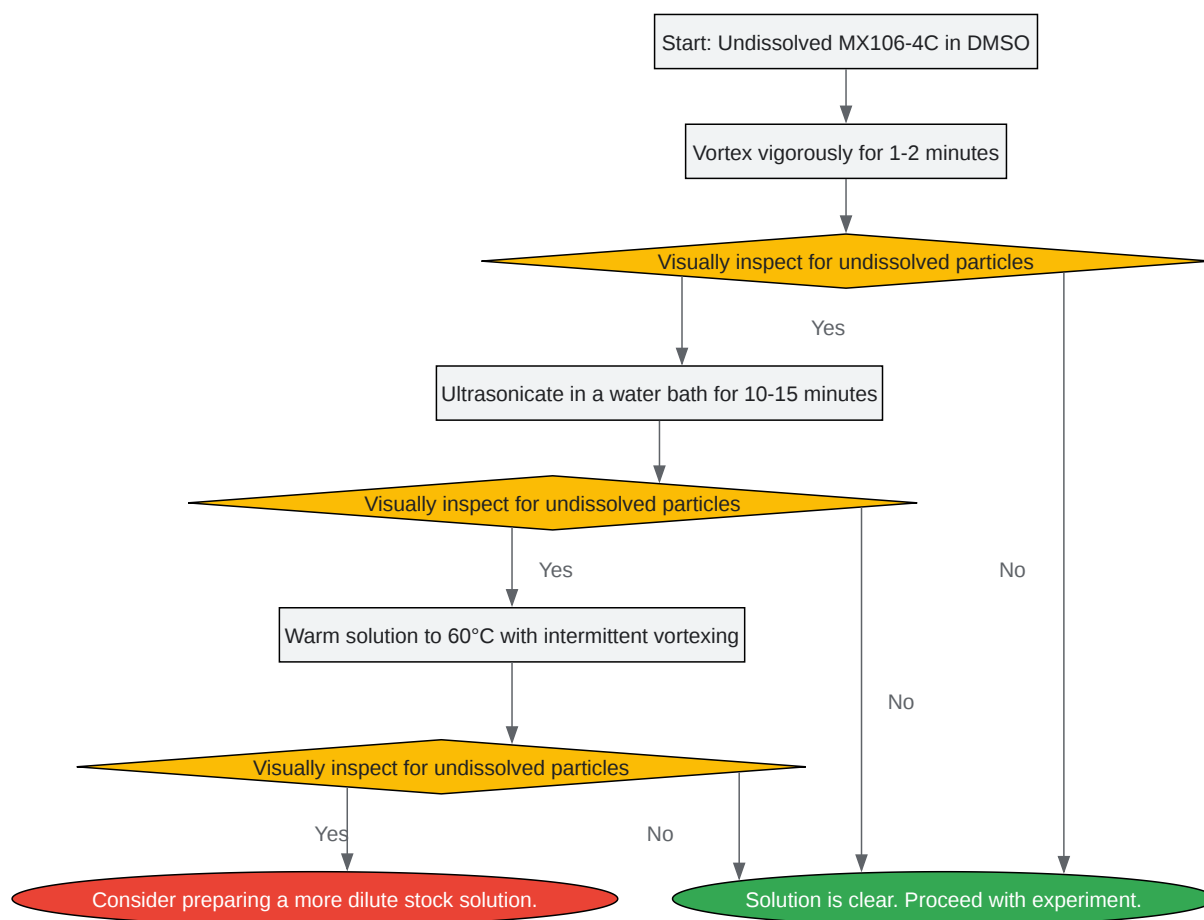 Start: Undissolved MX106-4C in DMSO
Vortex vigorously for 1-2 minutes
Visually inspect for undissolved particles
Yes
Ultrasonicate in a water bath for 10-15 minutes
Visually inspect for undissolved particles
Yes
No
Warm solution to 60°C with intermittent vortexing
No
Visually inspect for undissolved particles
Yes
No
Consider preparing a more dilute stock solution.
Solution is clear. Proceed with experiment.